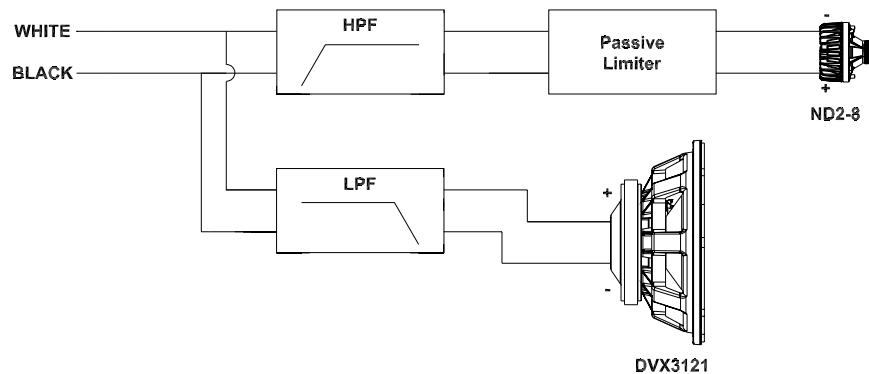 WHITE
HPF
-
Passive
Limiter
BLACK
+
ND2-8
LPF
+
-
DVX3121